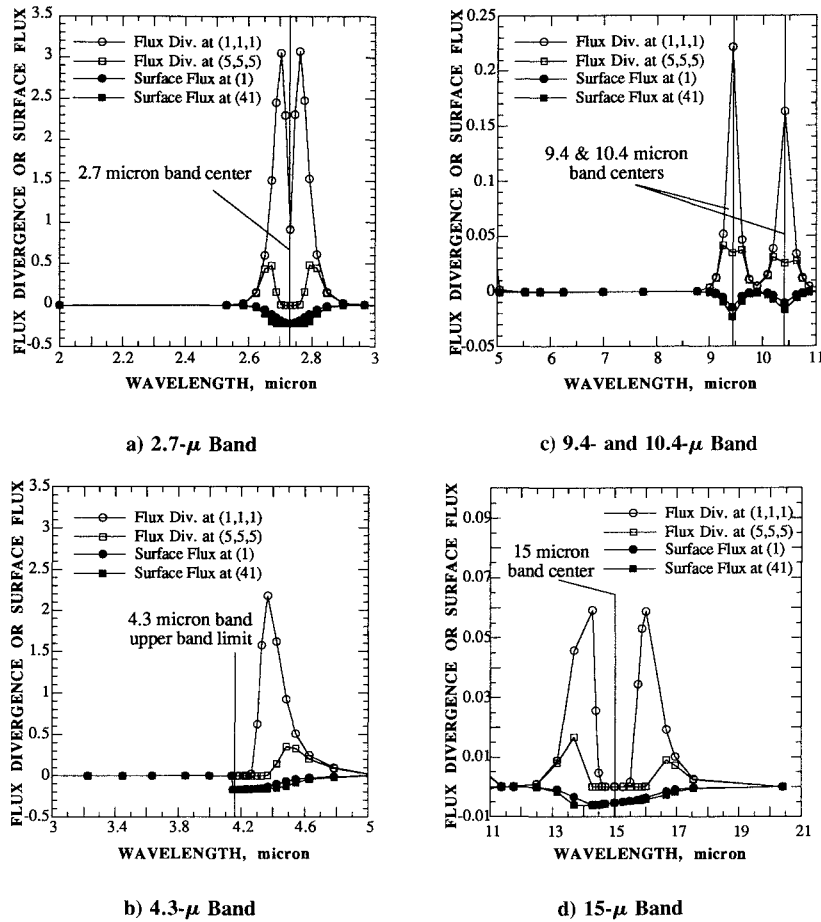 3.5
3
2.5
2
1.5
1
0.5
0
-0.5
FLUX DIVERGENCE OR SURFACE FLUX
Flux Div. at (1,1,1)
Flux Div. at (5,5,5)
Surface Flux at (1)
Surface Flux at (41)
2.7 micron band center
2 2.2 2.4 2.6 2.8 3
WAVELENGTH, micron
a) 2.7-μ Band
0.25
0.20
0.15
0.10
0.05
0
-0.05
FLUX DIVERGENCE OR SURFACE FLUX
Flux Div. at (1,1,1)
Flux Div. at (5,5,5)
Surface Flux at (1)
Surface Flux at (41)
9.4 & 10.4 micron
band centers
5 6 7 8 9 10 11
WAVELENGTH, micron
c) 9.4- and 10.4-μ Band
3.5
3
2.5
2
1.5
1
0.5
0
-0.5
FLUX DIVERGENCE OR SURFACE FLUX
Flux Div. at (1,1,1)
Flux Div. at (5,5,5)
Surface Flux at (1)
Surface Flux at (41)
4.3 micron band
upper band limit
3 3.4 3.8 4.2 4.6 5
WAVELENGTH, micron
b) 4.3-μ Band
0.09
0.07
0.05
0.03
0.01
-0.01
FLUX DIVERGENCE OR SURFACE FLUX
Flux Div. at (1,1,1)
Flux Div. at (5,5,5)
Surface Flux at (1)
Surface Flux at (41)
15 micron
band center
11 13 15 17 19 21
WAVELENGTH, micron
d) 15-μ Band